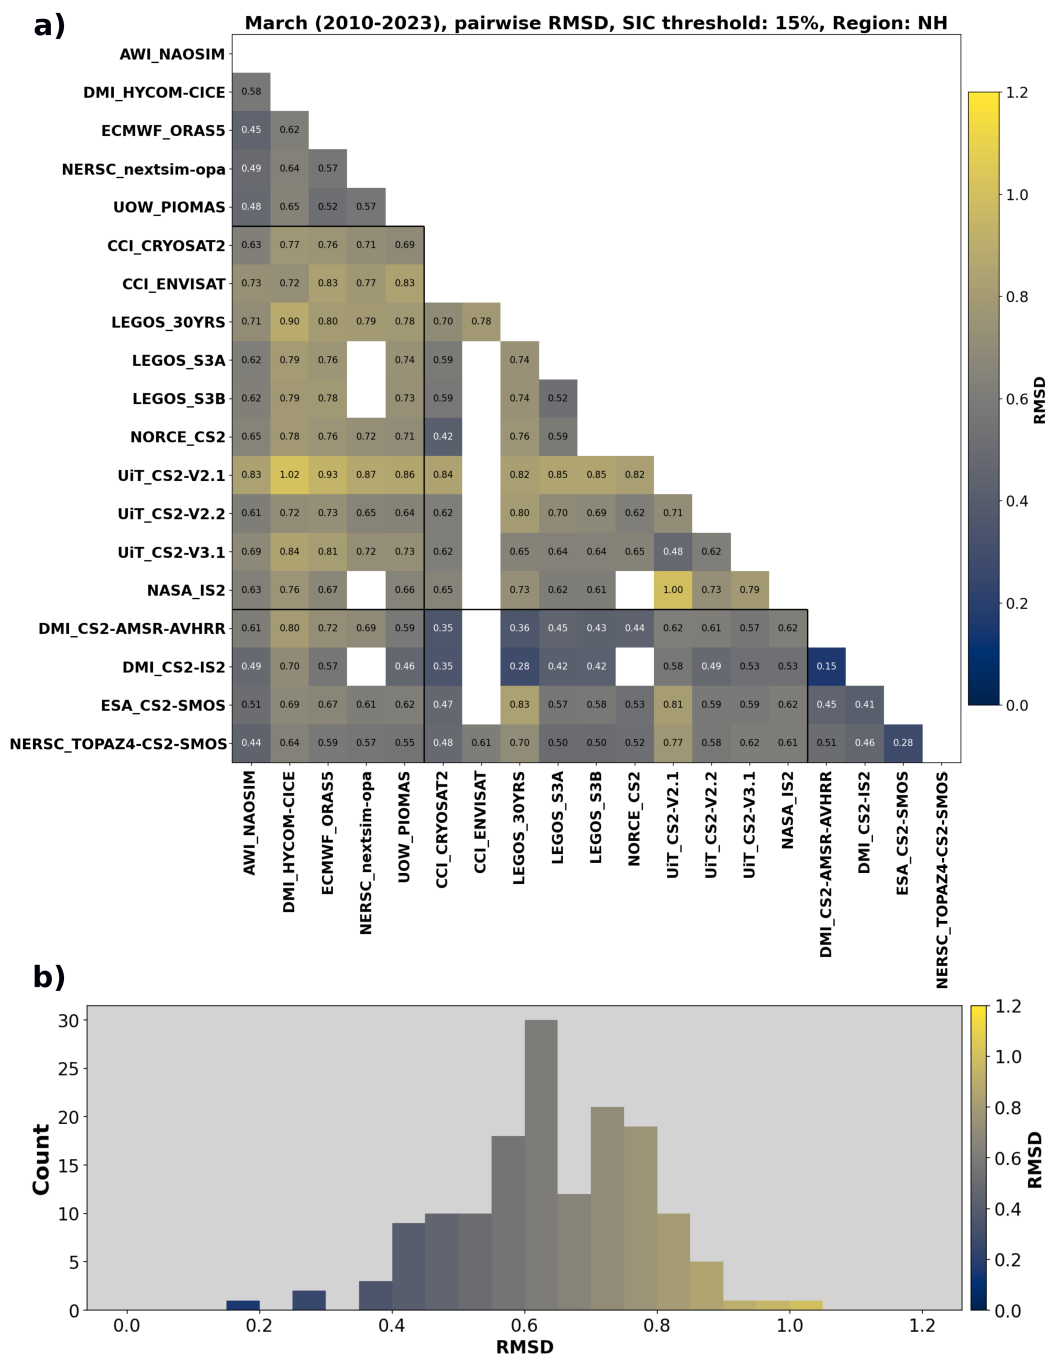 a)
March (2010-2023), pairwise RMSD, SIC threshold: 15%, Region: NH
AWI_NAOSIM
DMI_HYCOM-CICE 0.58
ECMWF_ORAS5 0.45 0.62
NERSC_nextsim-opa 0.49 0.64 0.57
UOW_PIOMAS 0.48 0.65 0.52 0.57
CCI_CRYOSAT2 0.63 0.77 0.76 0.71 0.69
CCI_ENVISAT 0.73 0.72 0.83 0.77 0.83
LEGOS_30YRS 0.71 0.90 0.80 0.79 0.78 0.70 0.78
LEGOS_S3A 0.62 0.79 0.76 0.74 0.59 0.74
LEGOS_S3B 0.62 0.79 0.78 0.73 0.59 0.74 0.52
NORCE_CS2 0.65 0.78 0.76 0.72 0.71 0.42 0.76 0.59
UiT_CS2-V2.1 0.83 1.02 0.93 0.87 0.86 0.84 0.82 0.85 0.85 0.82
UiT_CS2-V2.2 0.61 0.72 0.73 0.65 0.64 0.62 0.80 0.70 0.69 0.62 0.71
UiT_CS2-V3.1 0.69 0.84 0.81 0.72 0.73 0.62 0.65 0.64 0.64 0.65 0.48 0.62
NASA_IS2 0.63 0.76 0.67 0.66 0.65 0.73 0.62 0.61 1.00 0.73 0.79
DMI_CS2-AMSR-AVHRR 0.61 0.80 0.72 0.69 0.59 0.35 0.36 0.45 0.43 0.44 0.62 0.61 0.57 0.62
DMI_CS2-IS2 0.49 0.70 0.57 0.46 0.35 0.28 0.42 0.42 0.58 0.49 0.53 0.53 0.15
ESA_CS2-SMOS 0.51 0.69 0.67 0.61 0.62 0.47 0.83 0.57 0.58 0.53 0.81 0.59 0.59 0.62 0.45 0.41
NERSC_TOPAZ4-CS2-SMOS 0.44 0.64 0.59 0.57 0.55 0.48 0.61 0.70 0.50 0.50 0.52 0.77 0.58 0.62 0.61 0.51 0.46 0.28
AWI_NAOSIM
DMI_HYCOM-CICE
ECMWF_ORAS5
NERSC_nextsim-opa
UOW_PIOMAS
CCI_CRYOSAT2
CCI_ENVISAT
LEGOS_30YRS
LEGOS_S3A
LEGOS_S3B
NORCE_CS2
UiT_CS2-V2.1
UiT_CS2-V2.2
UiT_CS2-V3.1
NASA_IS2
DMI_CS2-AMSR-AVHRR
DMI_CS2-IS2
ESA_CS2-SMOS
NERSC_TOPAZ4-CS2-SMOS
1.2
1.0
0.8
0.6
0.4
0.2
0.0
RMSD
b)
30
25
20
15
10
5
0
Count
0.0 0.2 0.4 0.6 0.8 1.0 1.2
RMSD
1.2
1.0
0.8
0.6
0.4
0.2
0.0
RMSD